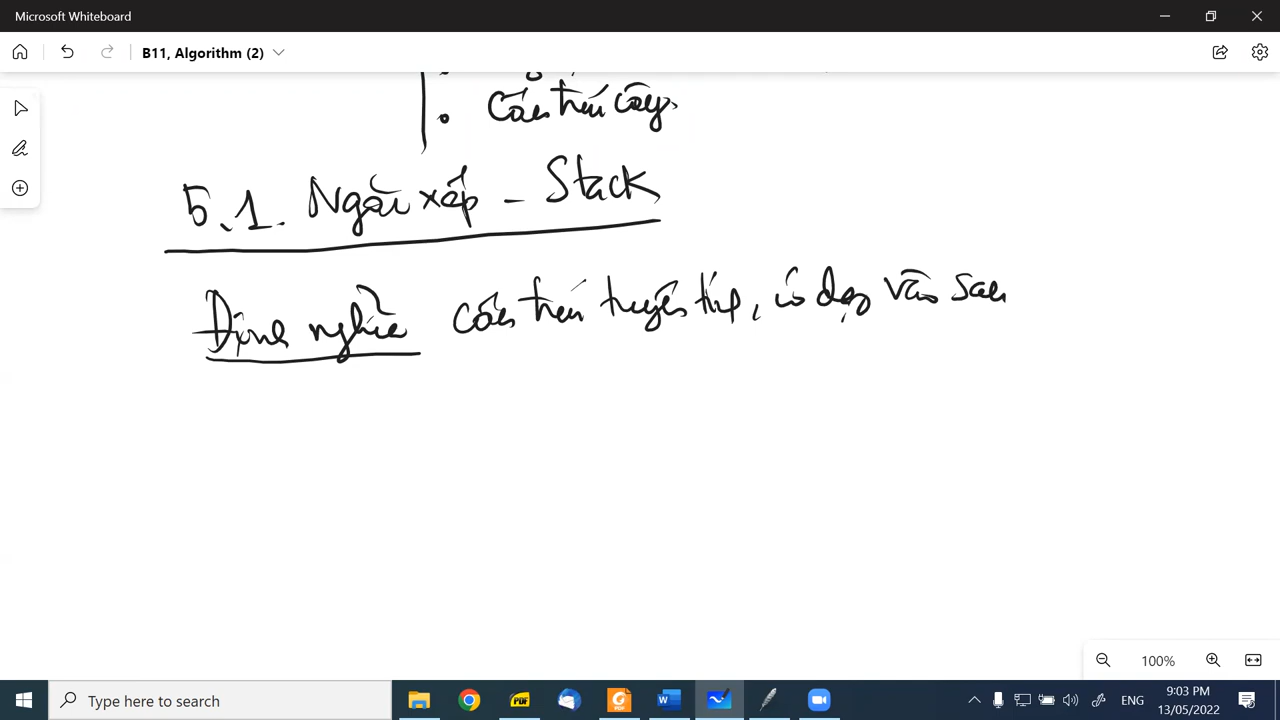 Microsoft Whiteboard
B11, Algorithm (2)
Cấu trúc cây
5.1. Ngăn xếp - Stack
Định nghĩa cấu trúc tuyến tính, có dạng vào sau
100%
Type here to search
ENG
9:03 PM
13/05/2022